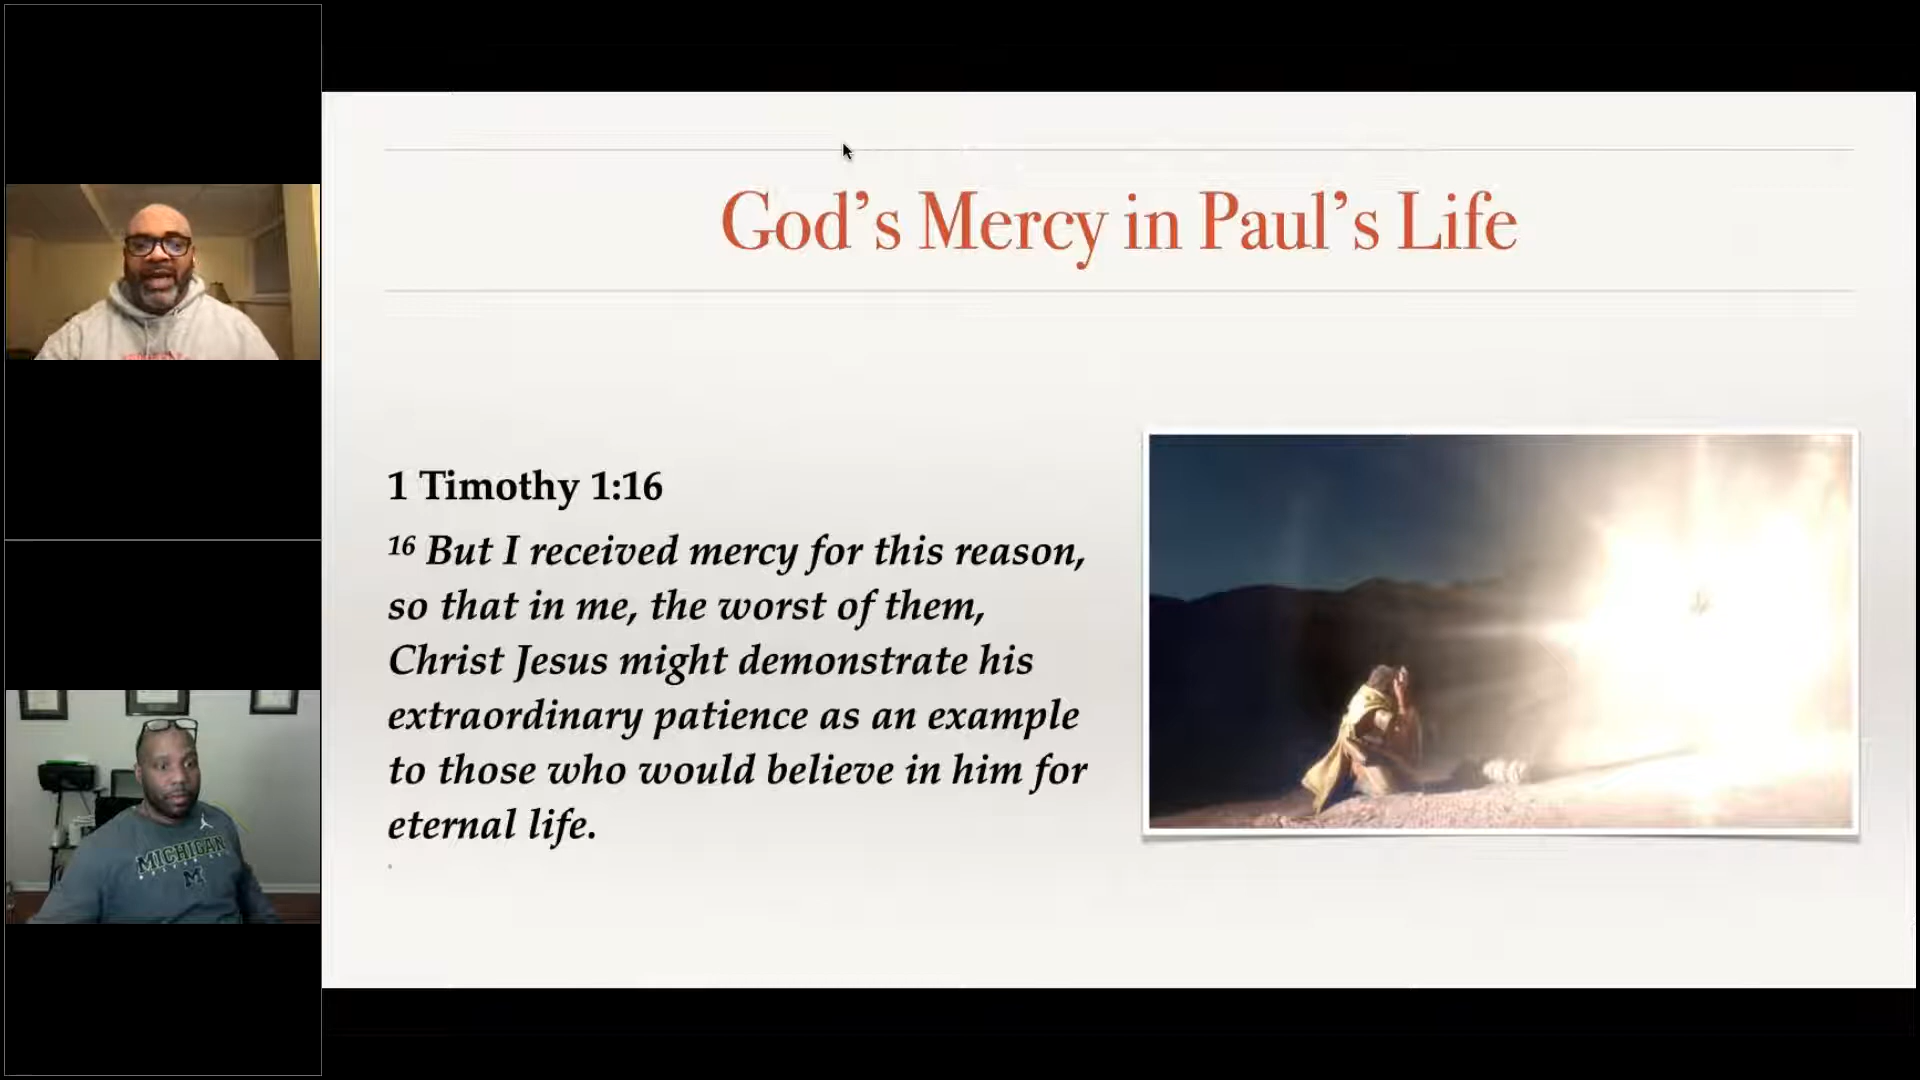 God's Mercy in Paul's Life
1 Timothy 1:16
16 But I received mercy for this reason,
so that in me, the worst of them,
Christ Jesus might demonstrate his
extraordinary patience as an example
to those who would believe in him for
eternal life.
MICHIGAN
M